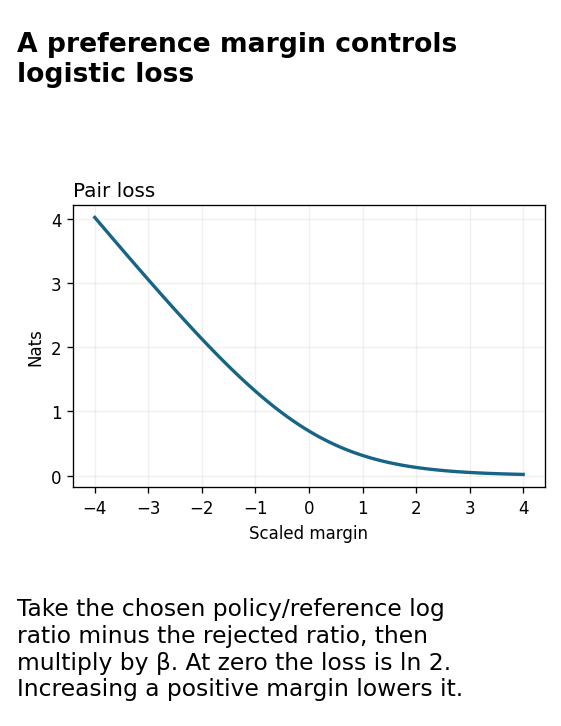 A preference margin controls
logistic loss
Pair loss
4
3
2
1
0
Nats
−4 −3 −2 −1 0 1 2 3 4
Scaled margin
Take the chosen policy/reference log
ratio minus the rejected ratio, then
multiply by β. At zero the loss is ln 2.
Increasing a positive margin lowers it.